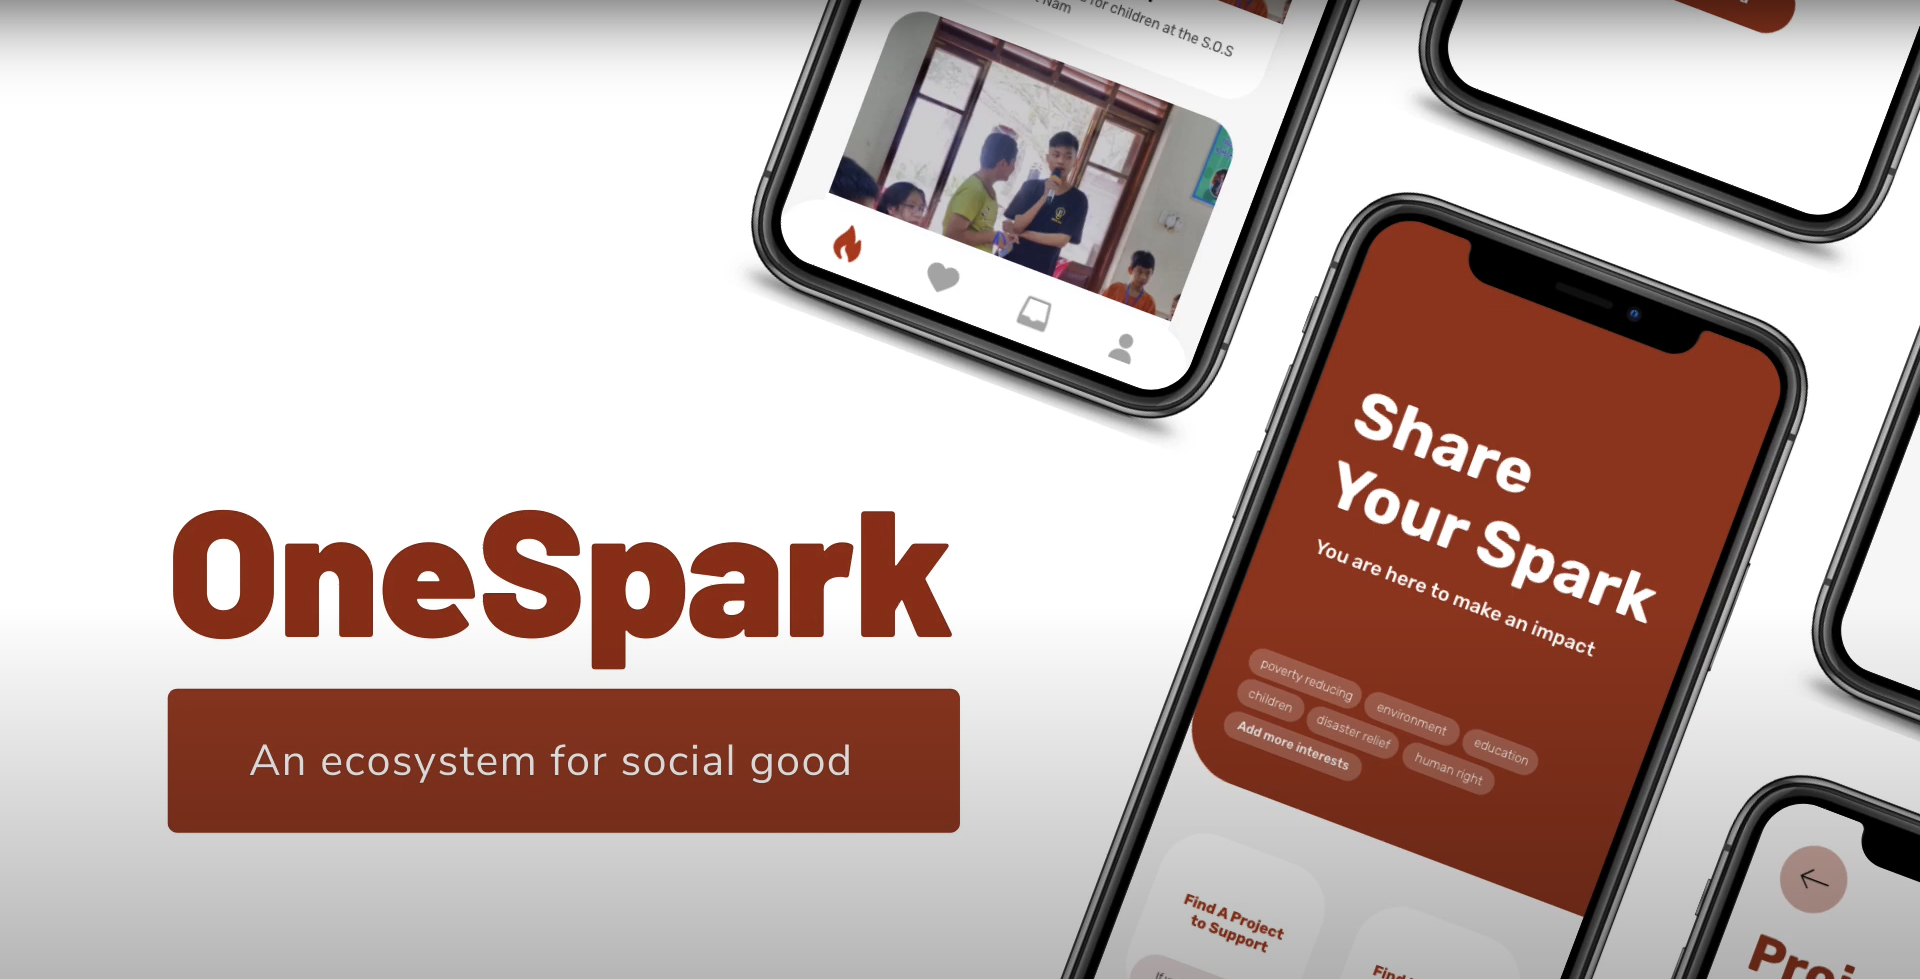 for children at the S.O.S
Nam
OneSpark
An ecosystem for social good
Share
Your Spark
You are here to make an impact
poverty reducing
environment
education
children
disaster relief
human right
Add more interests
Find A Project
to Support